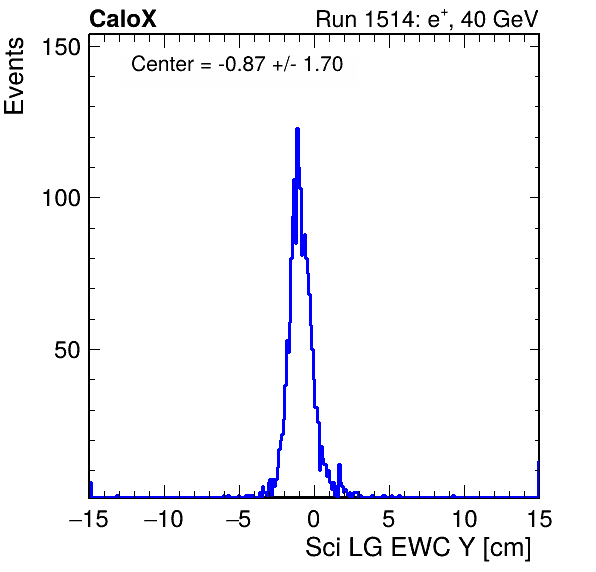 CaloX
Run 1514: e+, 40 GeV
Center = -0.87 +/- 1.70
Events
150
100
50
−15 −10 −5 0 5 10 15
Sci LG EWC Y [cm]